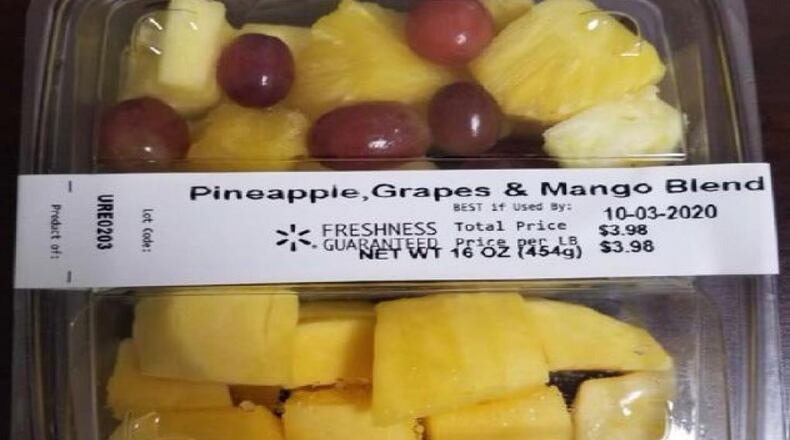 Pineapple,Grapes & Mango Blend
BEST if Used By: 10-03-2020
FRESHNESS GUARANTEED
Total Price $3.98
Price per LB $3.98
NET WT 16 OZ (454g)
Lot Code:
URE0203
Product of: